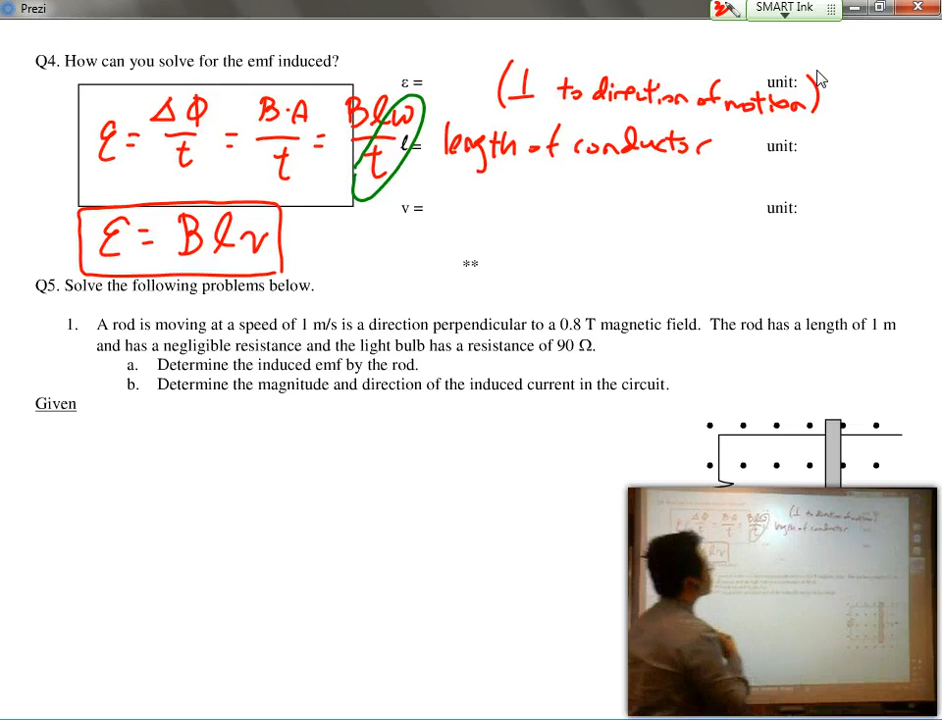 Prezi
SMART Ink
Q4. How can you solve for the emf induced?
ε =
(⊥ to direction of motion)
unit:
ℰ = ΔΦ/t = B·A/t = Blw/t
ℓ =
length of conductor
unit:
v =
unit:
ℰ = Blv
**
Q5. Solve the following problems below.
1. A rod is moving at a speed of 1 m/s is a direction perpendicular to a 0.8 T magnetic field. The rod has a length of 1 m
and has a negligible resistance and the light bulb has a resistance of 90 Ω.
a. Determine the induced emf by the rod.
b. Determine the magnitude and direction of the induced current in the circuit.
Given